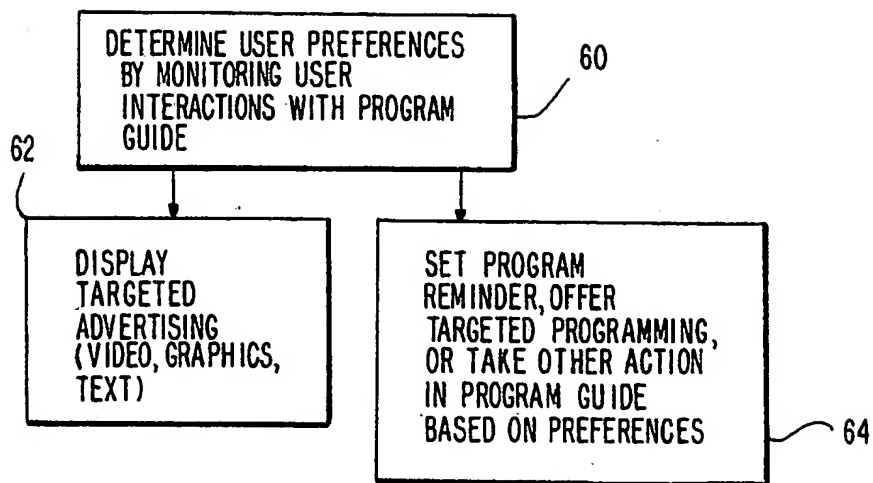 DETERMINE USER PREFERENCES
BY MONITORING USER
INTERACTIONS WITH PROGRAM
GUIDE
60
62
DISPLAY
TARGETED
ADVERTISING
(VIDEO, GRAPHICS,
TEXT)
SET PROGRAM
REMINDER, OFFER
TARGETED PROGRAMMING,
OR TAKE OTHER ACTION
IN PROGRAM GUIDE
BASED ON PREFERENCES
64